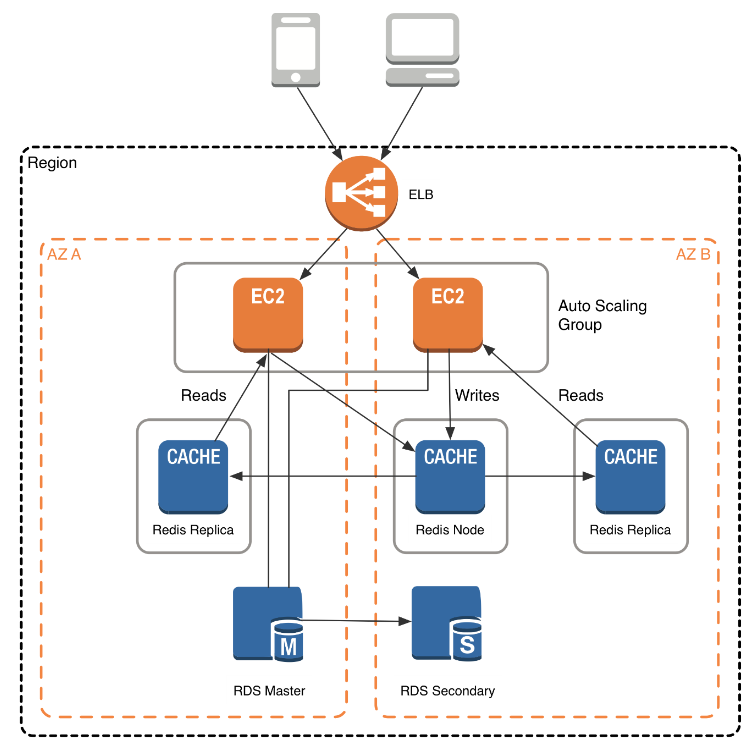 Region
ELB
AZ A
AZ B
EC2
EC2
Auto Scaling
Group
Reads
Writes
Reads
CACHE
CACHE
CACHE
Redis Replica
Redis Node
Redis Replica
M
S
RDS Master
RDS Secondary